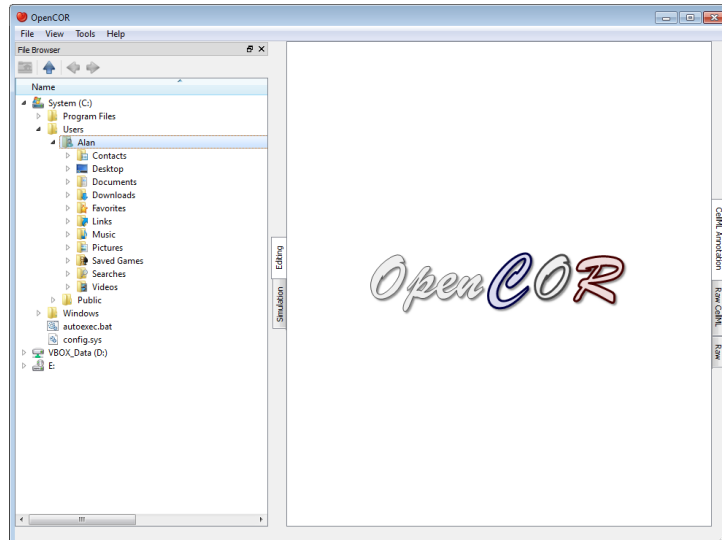 OpenCOR
File View Tools Help
File Browser
Name
System (C:)
Program Files
Users
Alan
Contacts
Desktop
Documents
Downloads
Favorites
Links
Music
Pictures
Saved Games
Searches
Videos
Public
Windows
autoexec.bat
config.sys
VBOX_Data (D:)
E:
Editing
Simulation
OpenCOR
CellML Annotation
Raw CellML
Raw